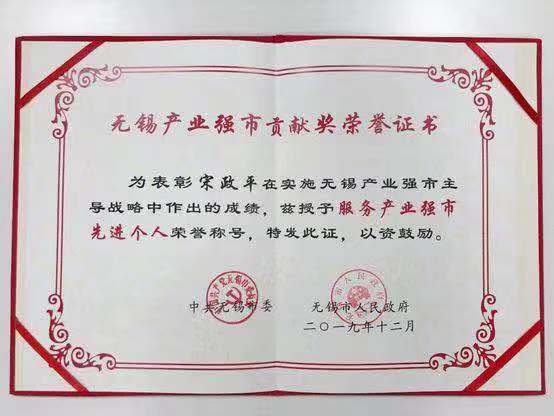 无锡产业强市贡献奖荣誉证书
为表彰宋政平在实施无锡产业强市主
导战略中作出的成绩，兹授予服务产业强市
先进个人荣誉称号，特发此证，以资鼓励。
中共无锡市委 无锡市人民政府
二〇一九年十二月